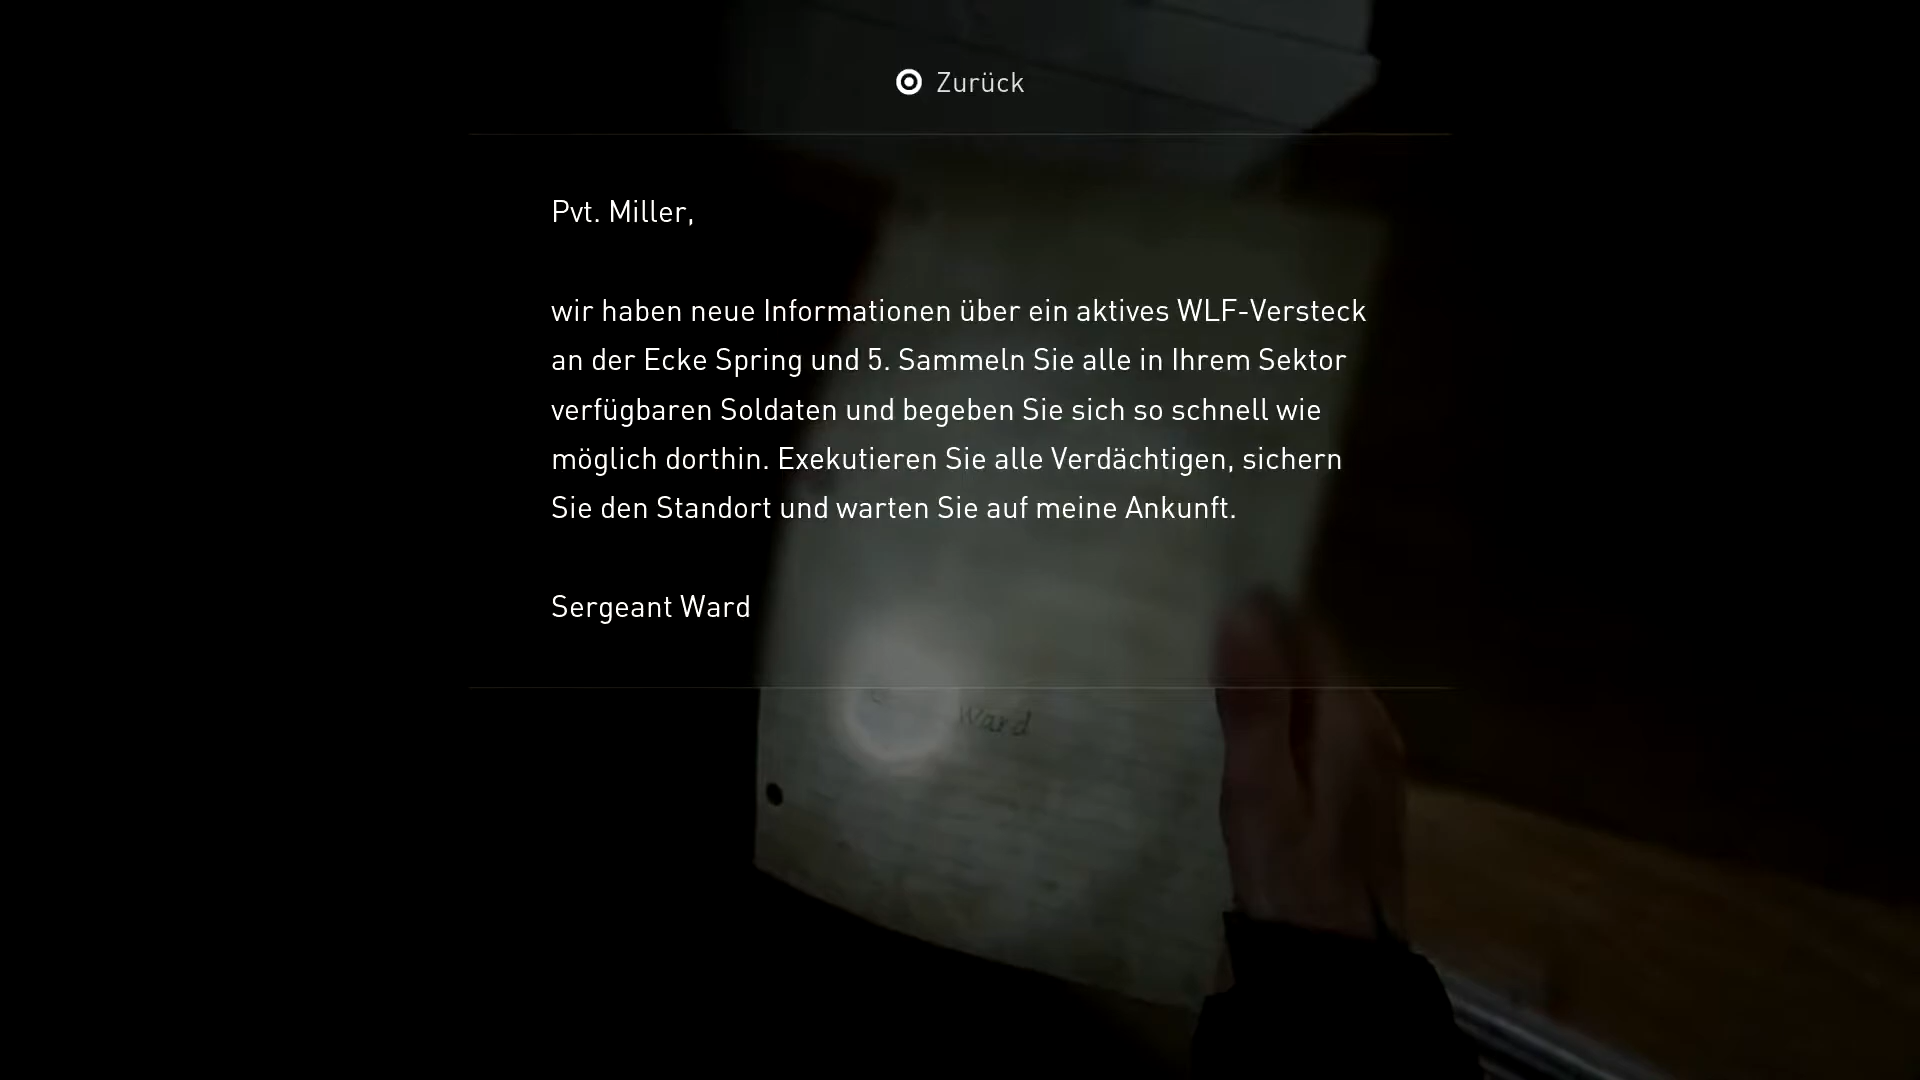 Zurück
Pvt. Miller,
wir haben neue Informationen über ein aktives WLF-Versteck
an der Ecke Spring und 5. Sammeln Sie alle in Ihrem Sektor
verfügbaren Soldaten und begeben Sie sich so schnell wie
möglich dorthin. Exekutieren Sie alle Verdächtigen, sichern
Sie den Standort und warten Sie auf meine Ankunft.
Sergeant Ward
Ward